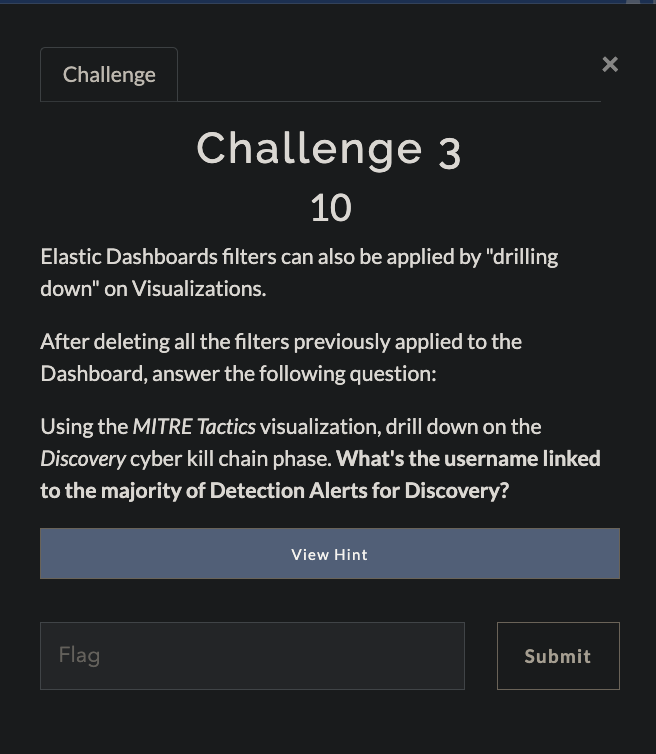 Challenge
×
Challenge 3
10
Elastic Dashboards filters can also be applied by "drilling
down" on Visualizations.
After deleting all the filters previously applied to the
Dashboard, answer the following question:
Using the MITRE Tactics visualization, drill down on the
Discovery cyber kill chain phase. What's the username linked
to the majority of Detection Alerts for Discovery?
View Hint
Flag
Submit